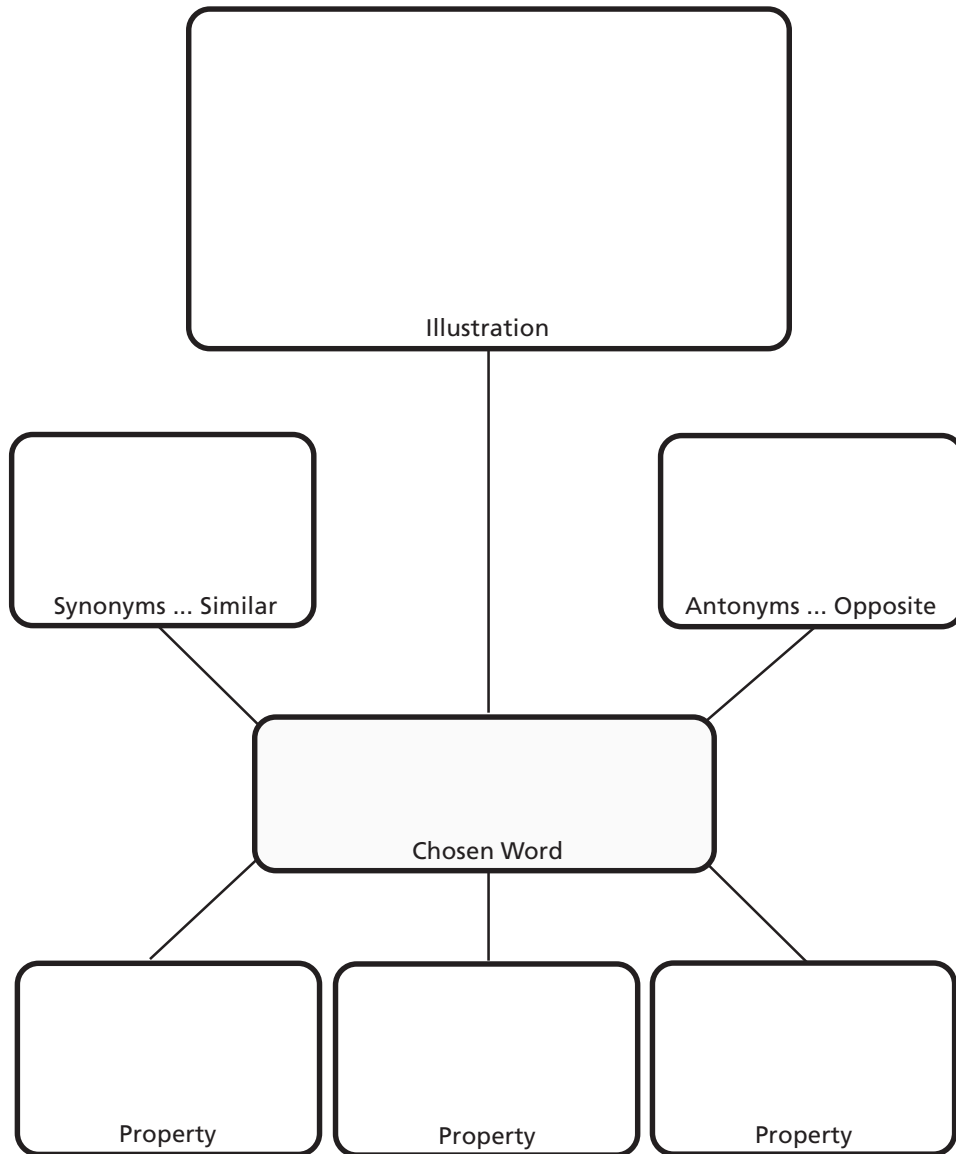 Illustration
Synonyms ... Similar
Antonyms ... Opposite
Chosen Word
Property
Property
Property